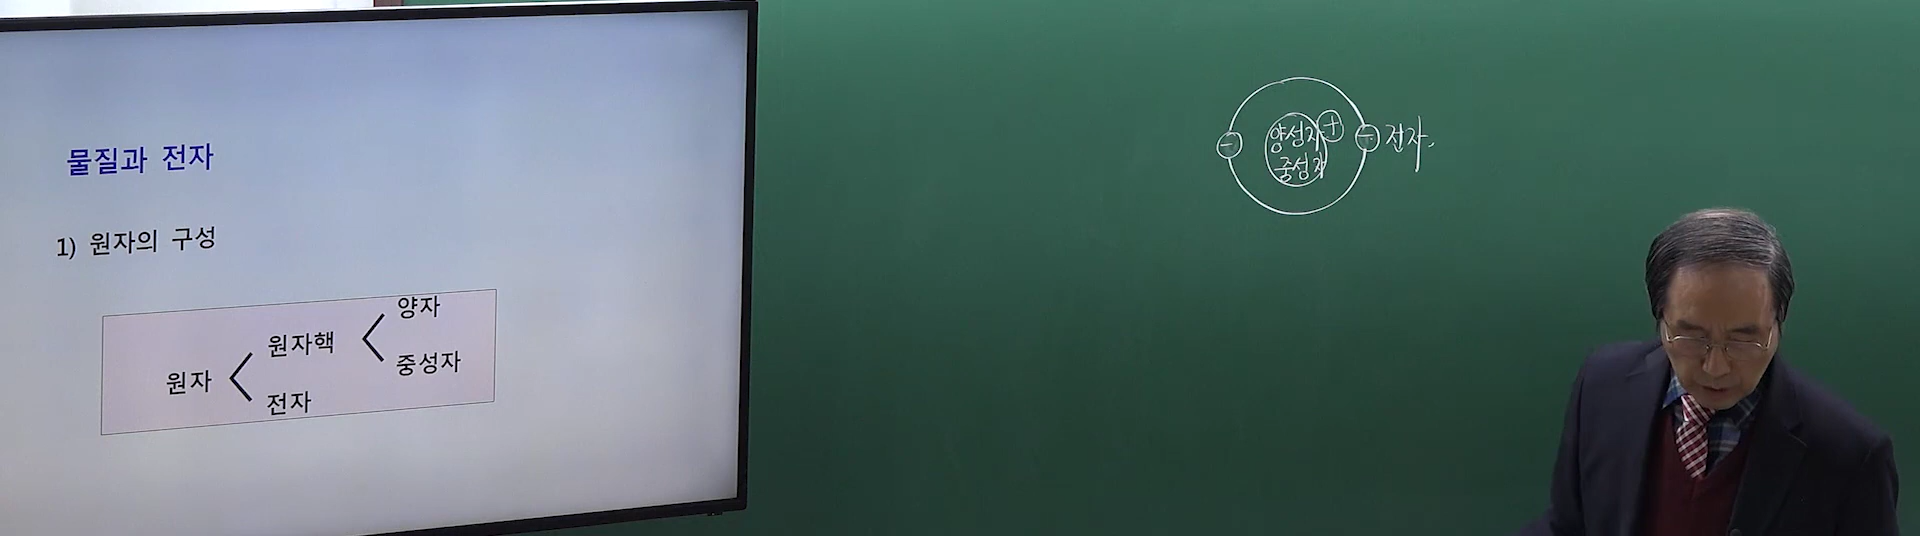 물질과 전자
1) 원자의 구성
양자
원자핵
중성자
원자
전자
양성자 +
중성자
-
- 전자